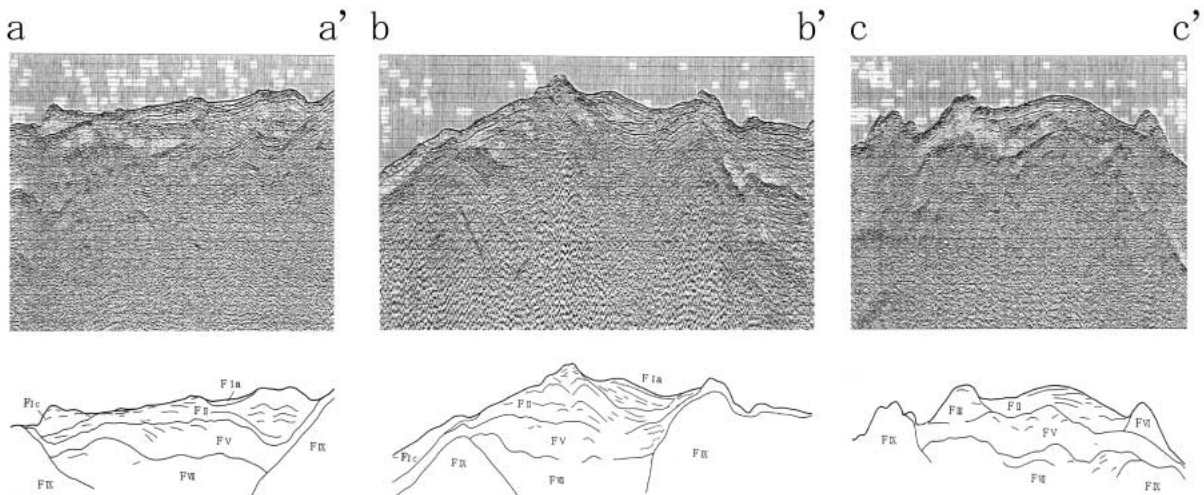 a a' b b' c c'
FⅠc FⅠa FⅡ FⅤ FⅦ FⅨ FⅨ
FⅠa FⅡ FⅤ FⅠc FⅨ FⅦ FⅨ
FⅨ FⅢ FⅡ FⅤ FⅥ FⅦ FⅨ